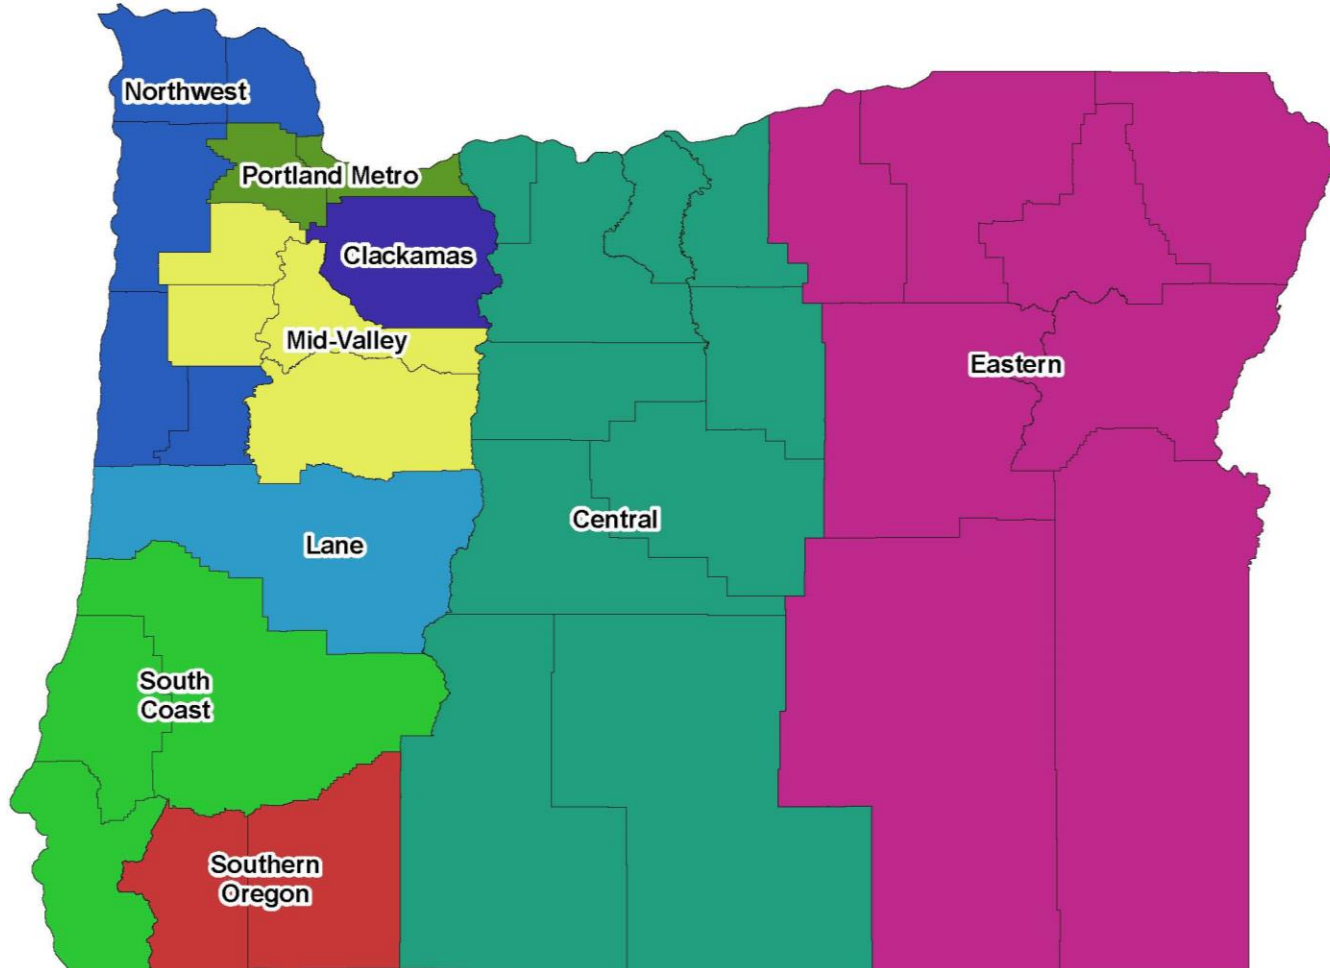 Northwest
Portland Metro
Clackamas
Mid-Valley
Eastern
Central
Lane
South
Coast
Southern
Oregon